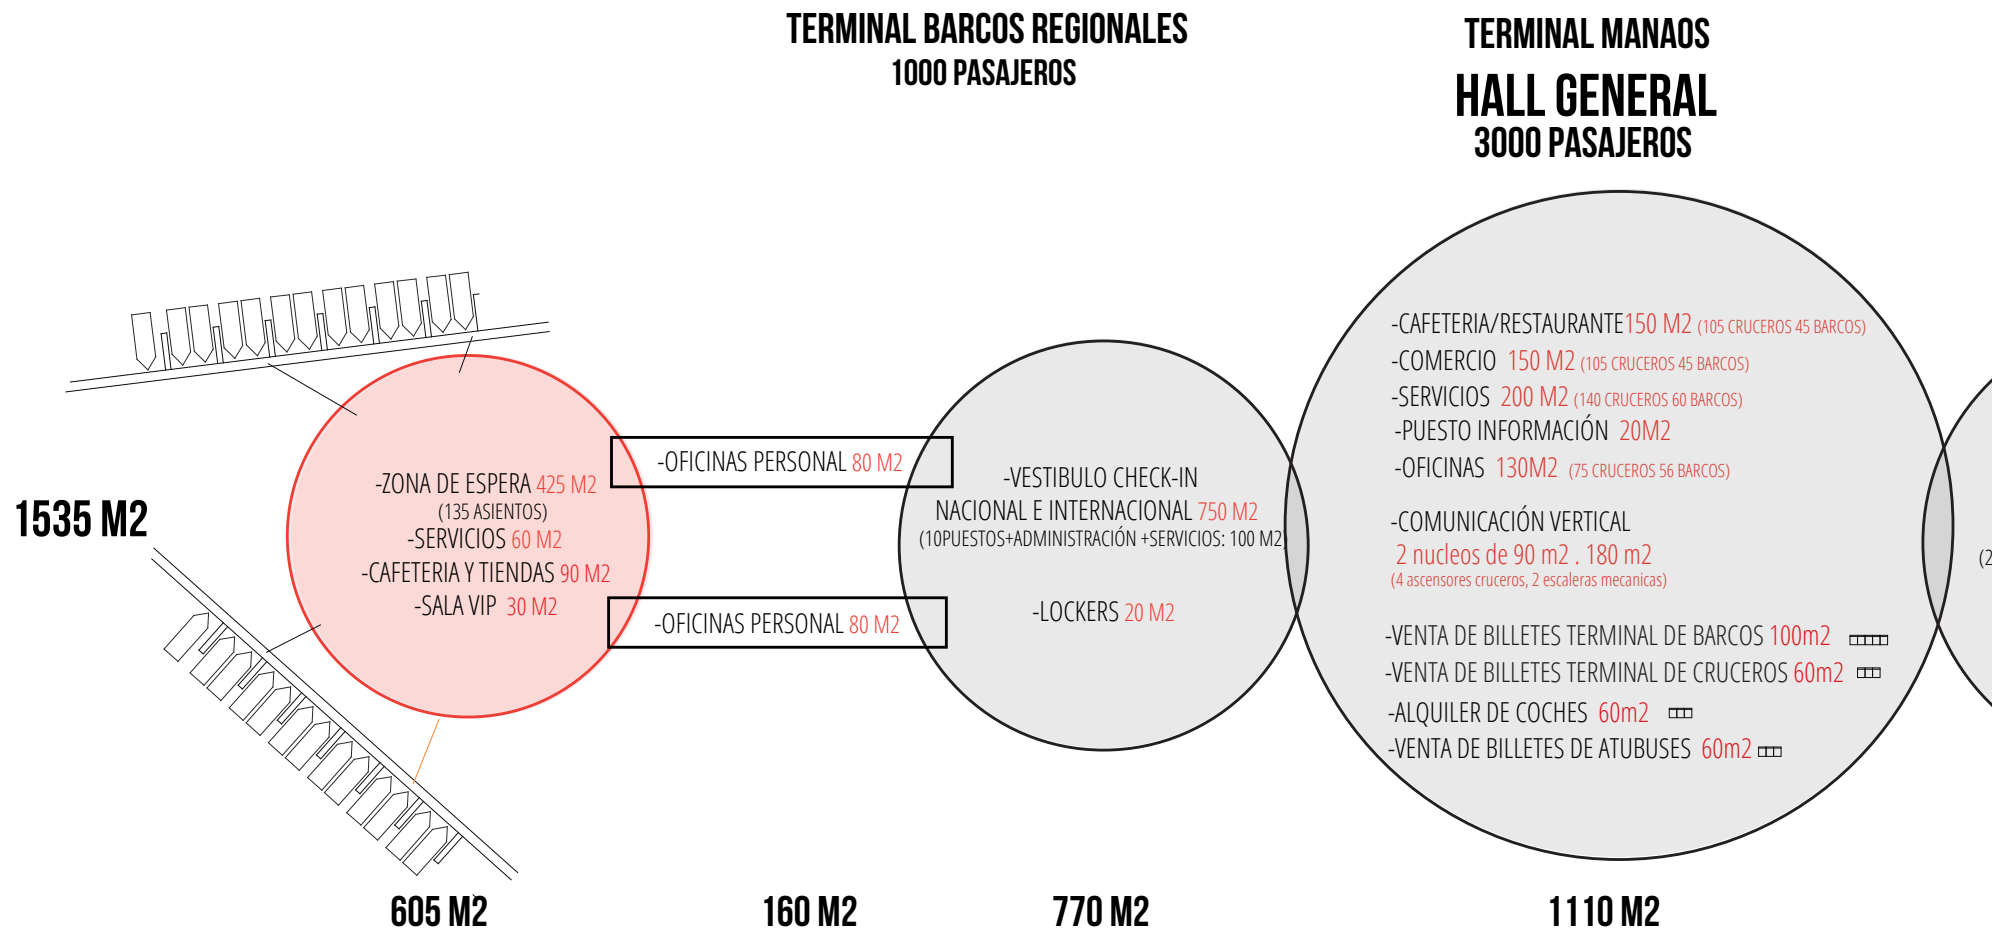 TERMINAL BARCOS REGIONALES
1000 PASAJEROS
TERMINAL MANAOS
HALL GENERAL
3000 PASAJEROS
1535 M2
-ZONA DE ESPERA 425 M2
(135 ASIENTOS)
-SERVICIOS 60 M2
-CAFETERIA Y TIENDAS 90 M2
-SALA VIP 30 M2
-OFICINAS PERSONAL 80 M2
-OFICINAS PERSONAL 80 M2
-VESTIBULO CHECK-IN
NACIONAL E INTERNACIONAL 750 M2
(10PUESTOS+ADMINISTRACIÓN +SERVICIOS: 100 M2)
-LOCKERS 20 M2
-CAFETERIA/RESTAURANTE150 M2 (105 CRUCEROS 45 BARCOS)
-COMERCIO 150 M2 (105 CRUCEROS 45 BARCOS)
-SERVICIOS 200 M2 (140 CRUCEROS 60 BARCOS)
-PUESTO INFORMACIÓN 20M2
-OFICINAS 130M2 (75 CRUCEROS 56 BARCOS)
-COMUNICACIÓN VERTICAL
2 nucleos de 90 m2 . 180 m2
(4 ascensores cruceros, 2 escaleras mecanicas)
-VENTA DE BILLETES TERMINAL DE BARCOS 100m2
-VENTA DE BILLETES TERMINAL DE CRUCEROS 60m2
-ALQUILER DE COCHES 60m2
-VENTA DE BILLETES DE ATUBUSES 60m2
(2
605 M2
160 M2
770 M2
1110 M2